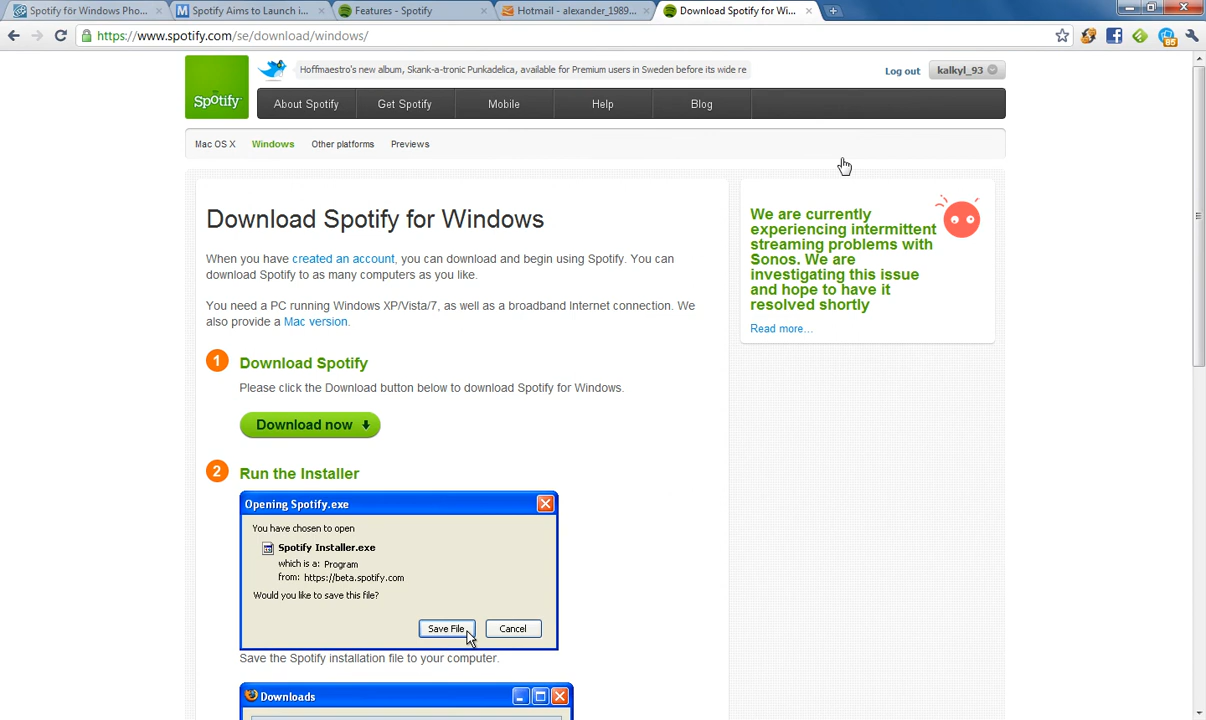 Spotify for Windows Pho...
Spotify Aims to Launch i...
Features - Spotify
Hotmail - alexander_1989...
Download Spotify for Wi...
https://www.spotify.com/se/download/windows/
85
Spotify
Hoffmaestro's new album, Skank-a-tronic Punkadelica, available for Premium users in Sweden before its wide re
Log out
kalkyl_93
About Spotify
Get Spotify
Mobile
Help
Blog
Mac OS X
Windows
Other platforms
Previews
Download Spotify for Windows
When you have created an account, you can download and begin using Spotify. You can
download Spotify to as many computers as you like.
You need a PC running Windows XP/Vista/7, as well as a broadband Internet connection. We
also provide a Mac version.
We are currently
experiencing intermittent
streaming problems with
Sonos. We are
investigating this issue
and hope to have it
resolved shortly
Read more...
1
Download Spotify
Please click the Download button below to download Spotify for Windows.
Download now
2
Run the Installer
Opening Spotify.exe
You have chosen to open
Spotify Installer.exe
which is a: Program
from: https://beta.spotify.com
Would you like to save this file?
Save File
Cancel
Save the Spotify installation file to your computer.
Downloads